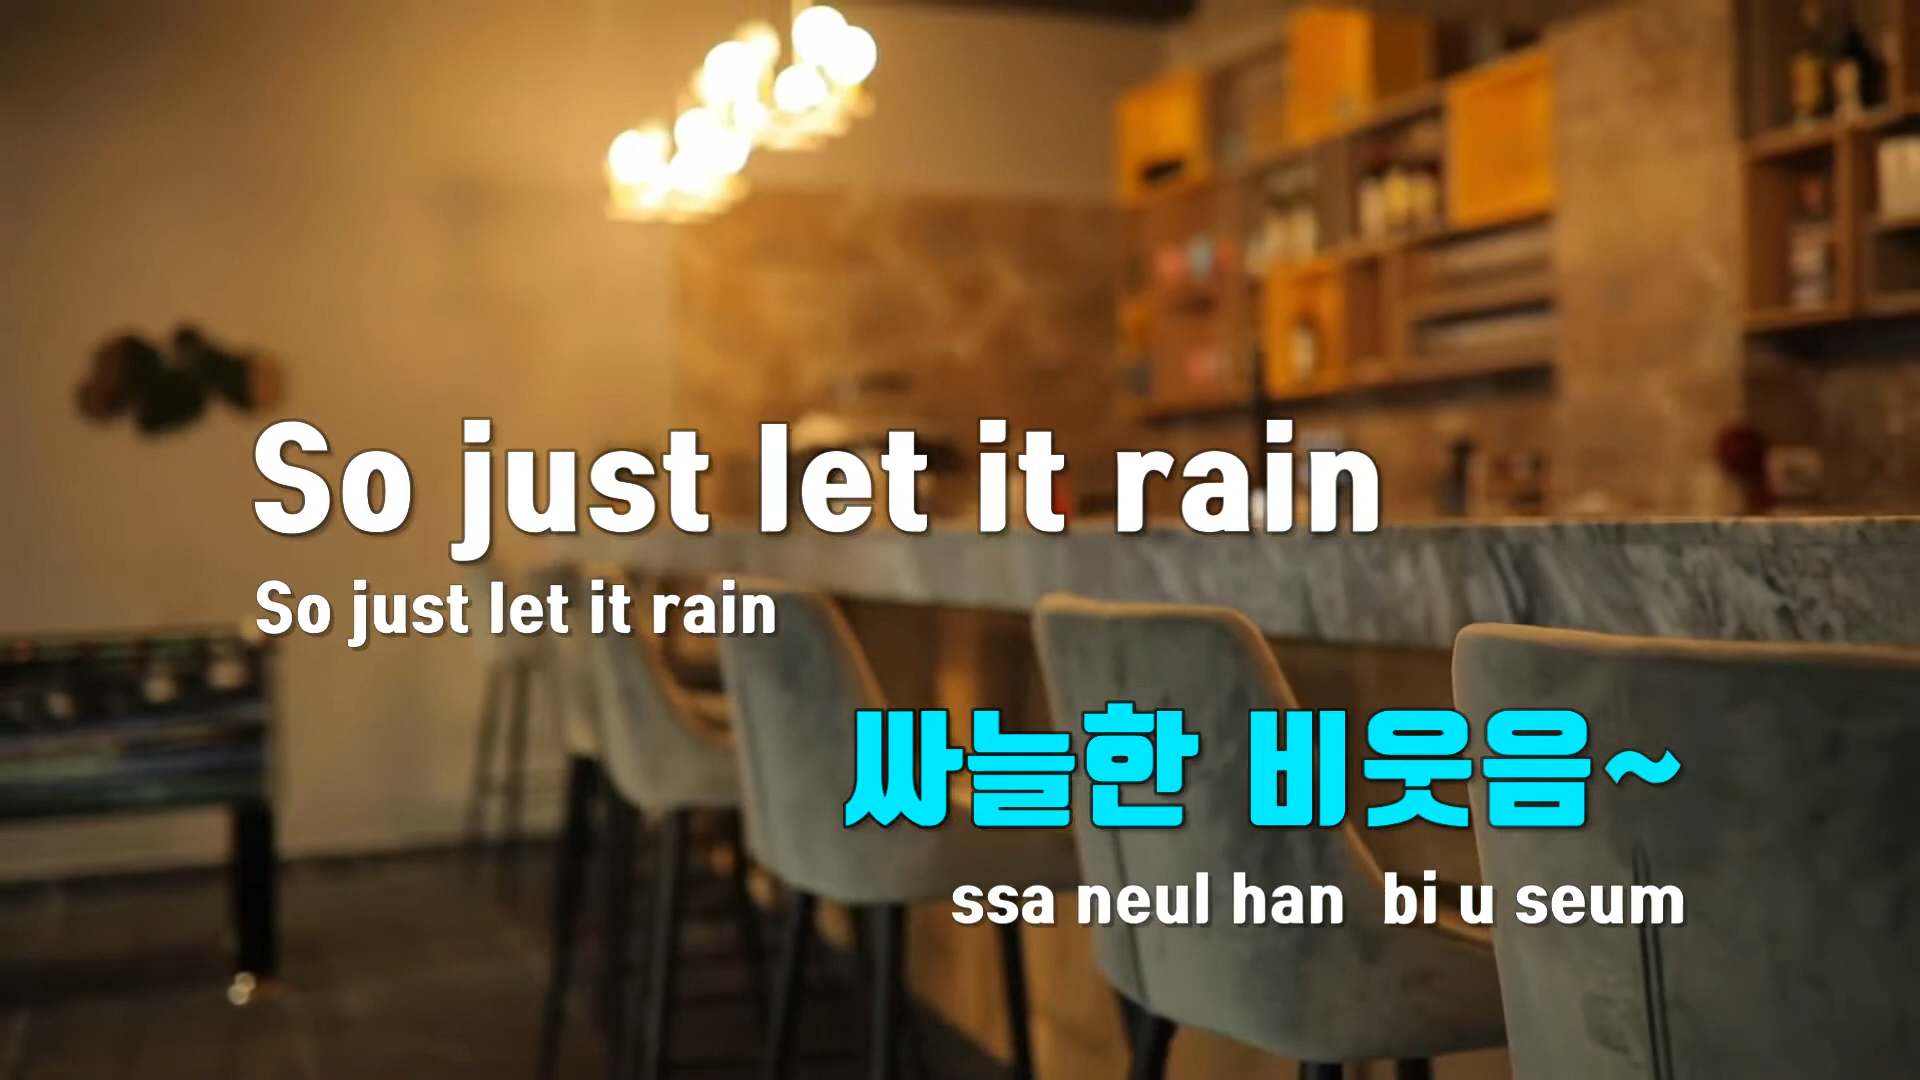 So just let it rain
So just let it rain
싸늘한 비웃음~
ssa neul han  bi u seum